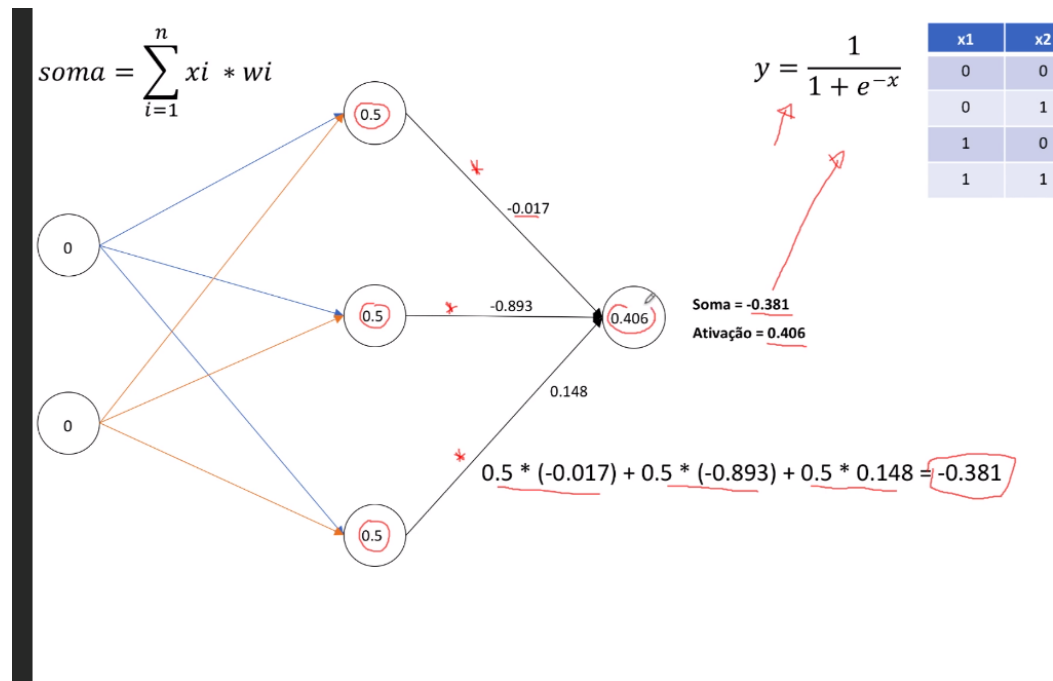 soma = \sum_{i=1}^{n} xi * wi
y = \frac{1}{1 + e^{-x}}
x1 x2
0 0
0 1
1 0
1 1
0.5
-0.017
0
0.5
-0.893
0.406
Soma = -0.381
Ativação = 0.406
0.148
0
0.5 * (-0.017) + 0.5 * (-0.893) + 0.5 * 0.148 = -0.381
0.5